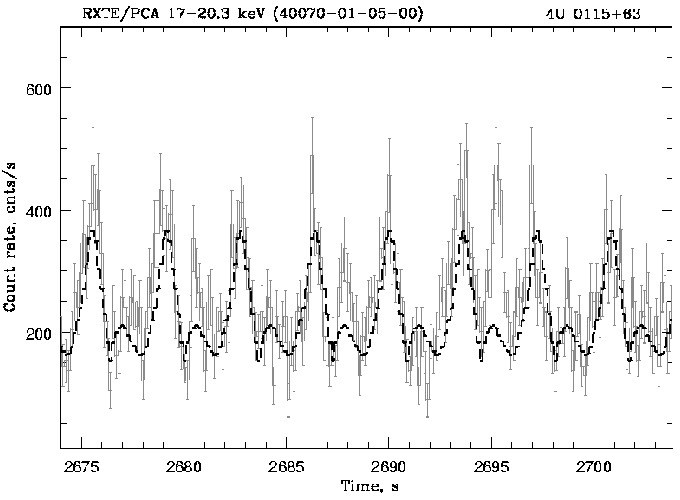 RXTE/PCA 17-20.3 keV (40070-01-05-00) 4U 0115+63
600
400
200
Count rate, cnts/s
2675 2680 2685 2690 2695 2700
Time, s